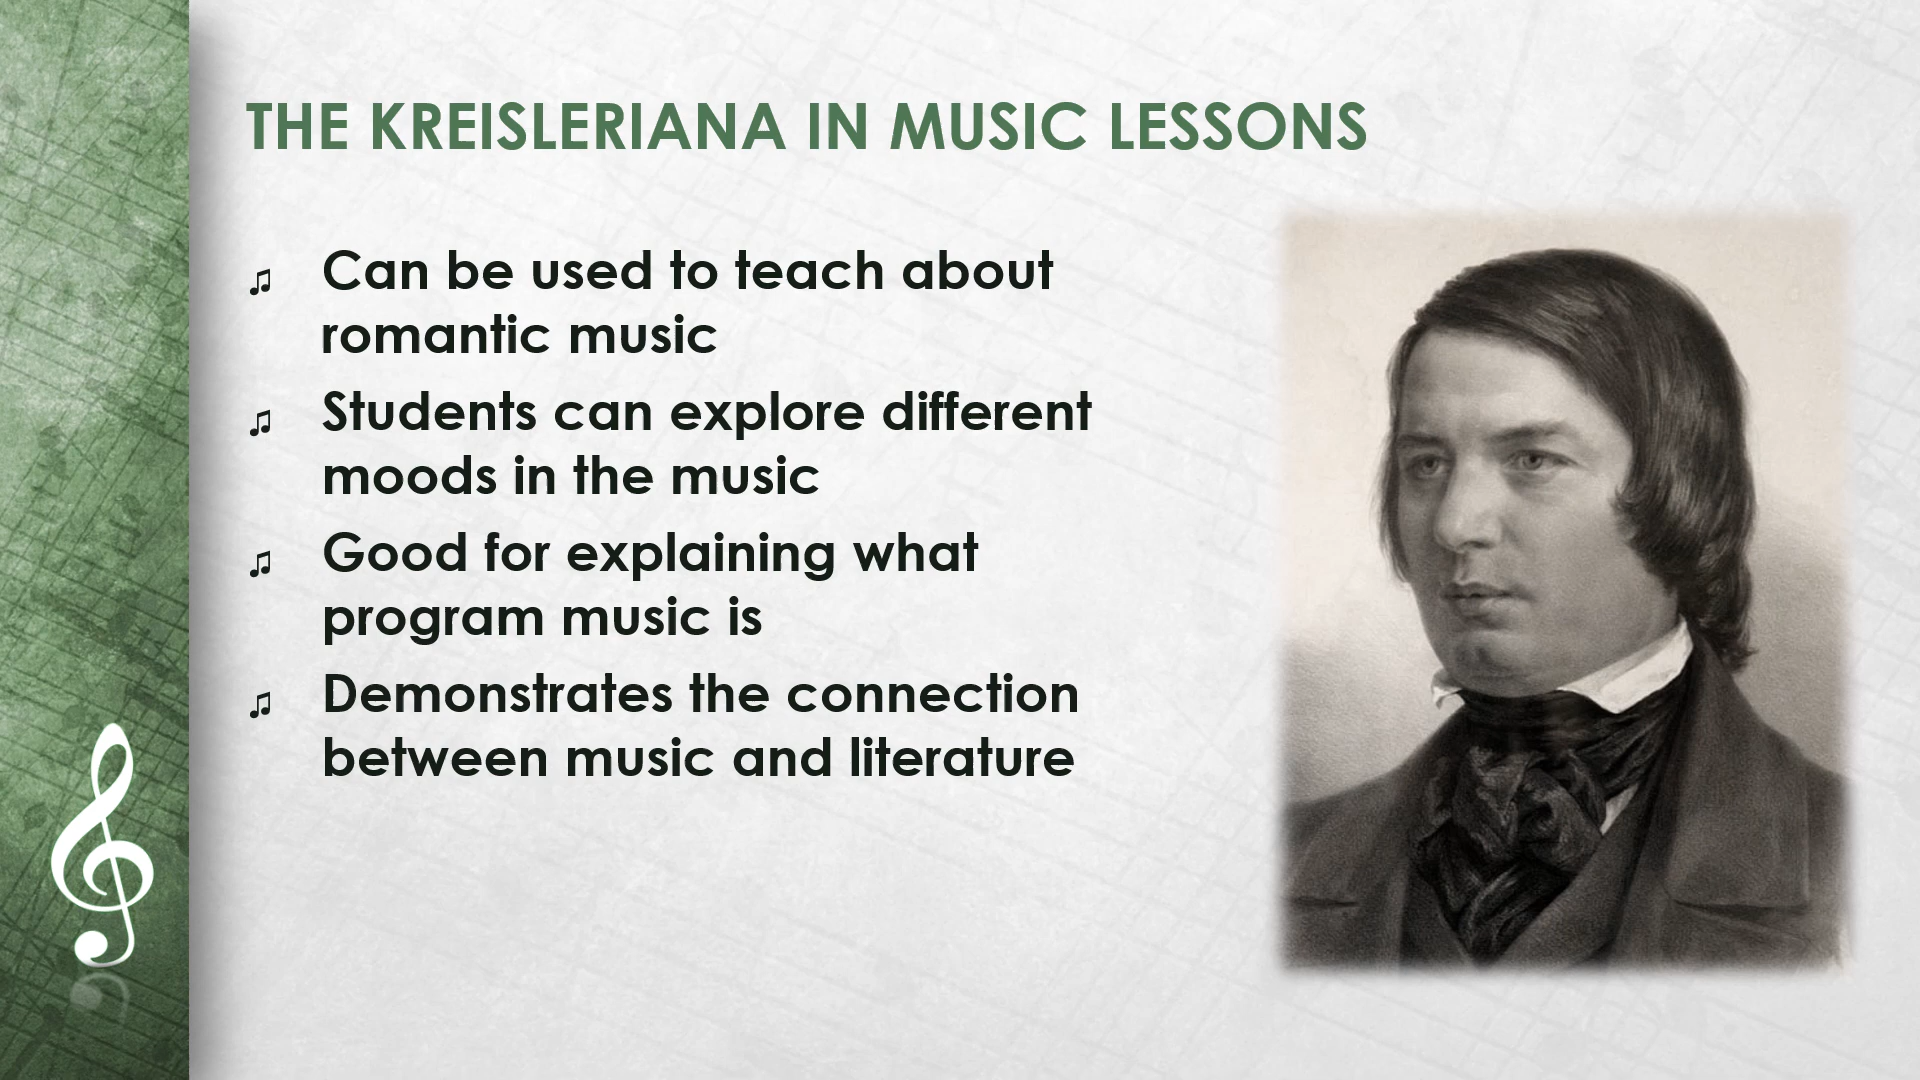 THE KREISLERIANA IN MUSIC LESSONS
♫ Can be used to teach about
romantic music
♫ Students can explore different
moods in the music
♫ Good for explaining what
program music is
♫ Demonstrates the connection
between music and literature